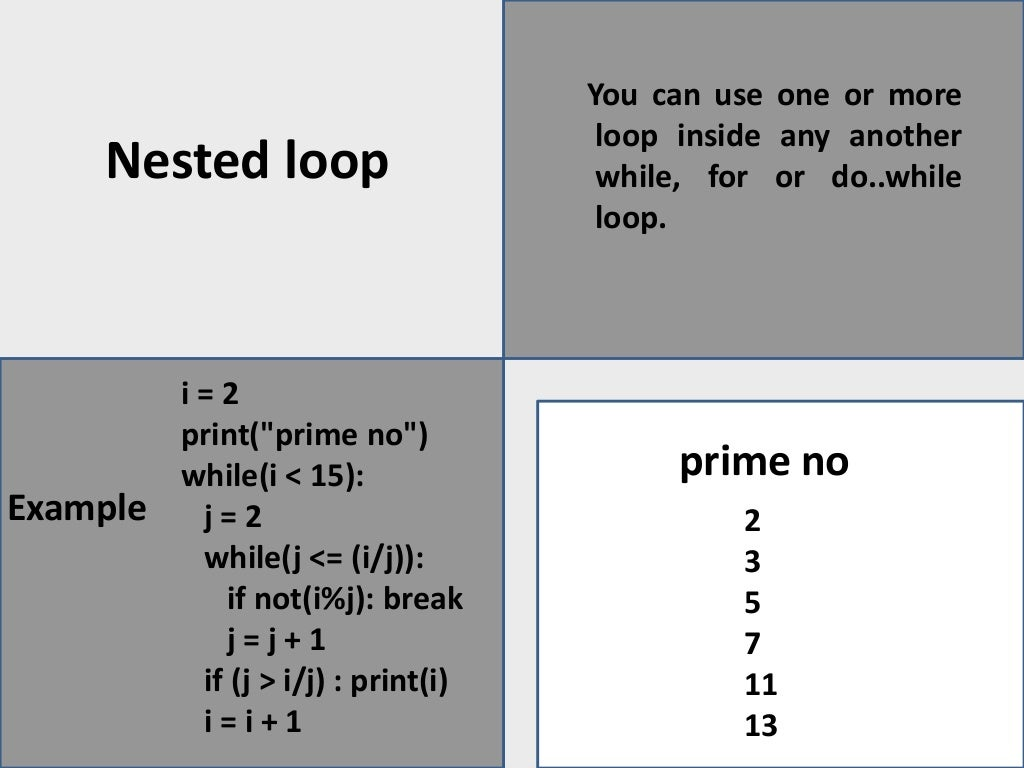 Nested loop
You can use one or more
loop inside any another
while, for or do..while
loop.
Example
i = 2
print("prime no")
while(i < 15):
j = 2
while(j <= (i/j)):
if not(i%j): break
j = j + 1
if (j > i/j) : print(i)
i = i + 1
prime no
2
3
5
7
11
13